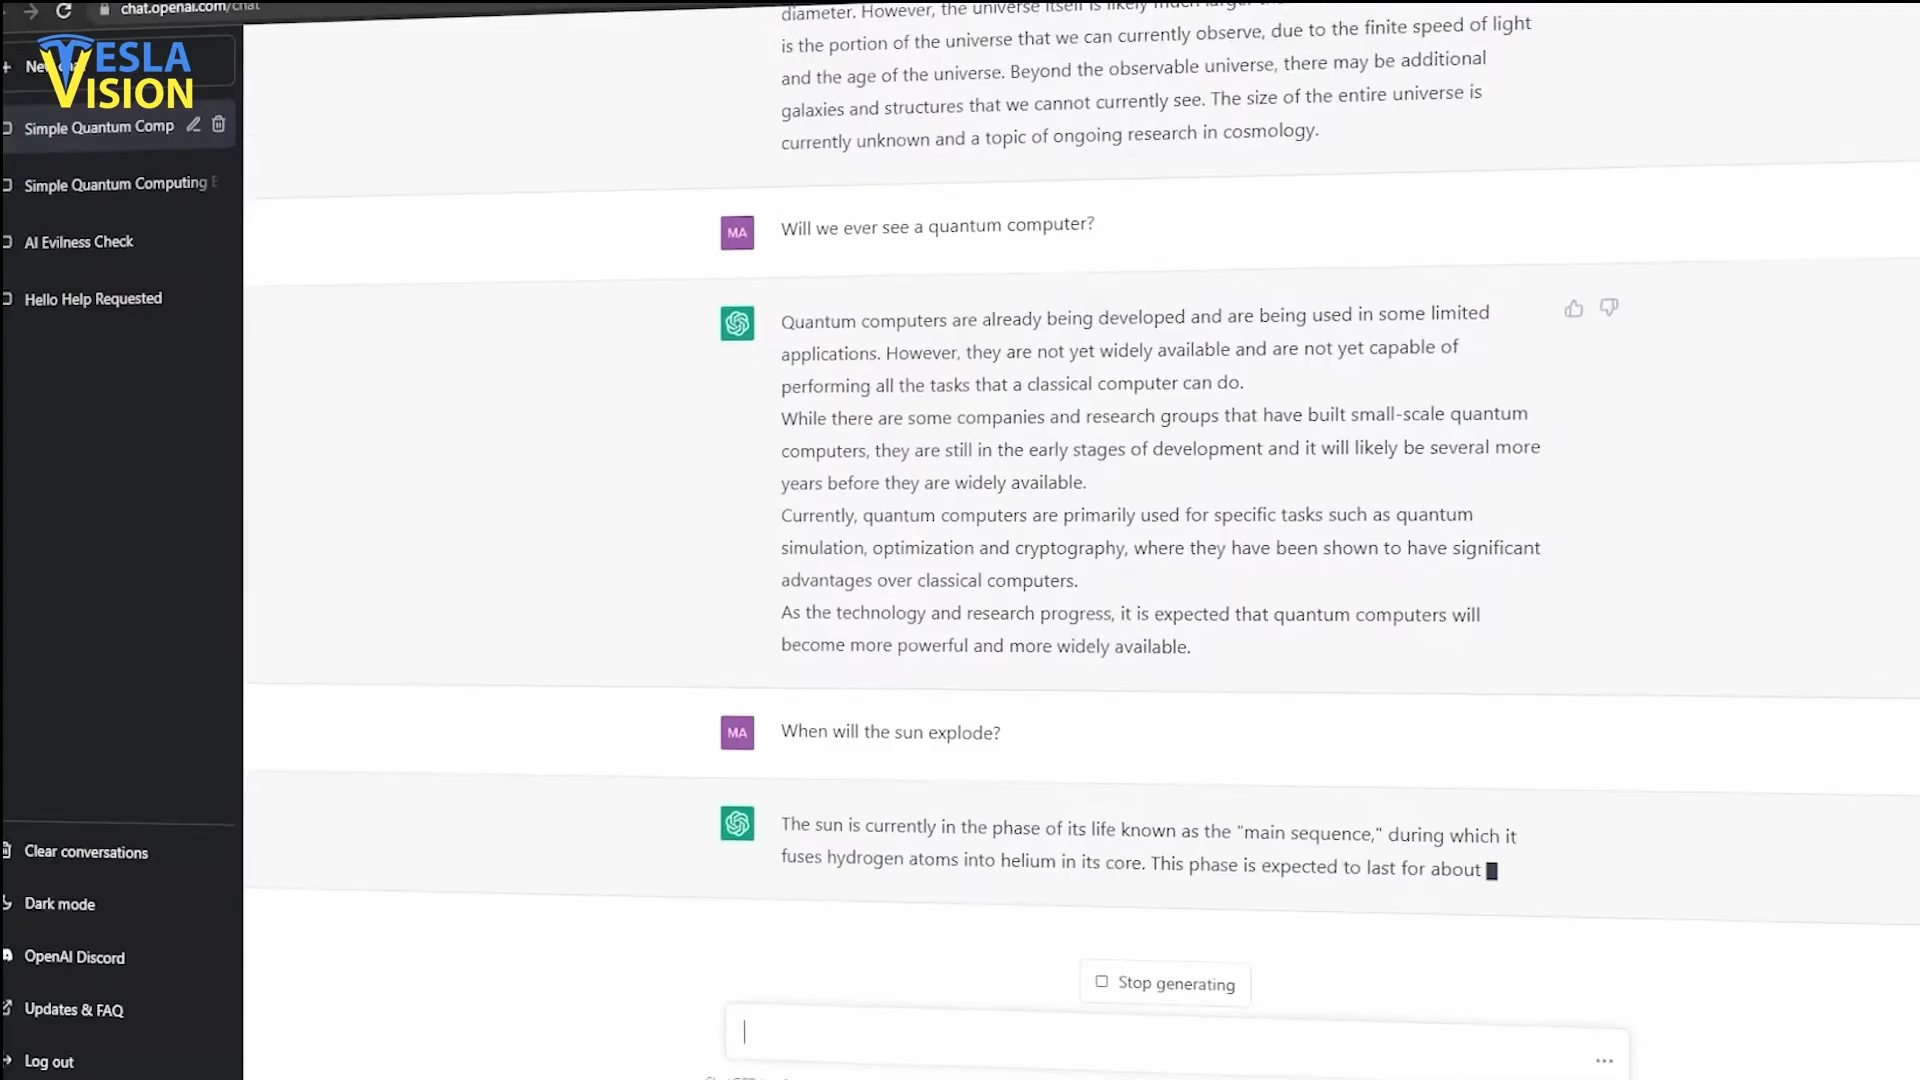 chat.openai.com/chat
TESLA
VISION
New chat
Simple Quantum Comp
Simple Quantum Computing E
AI Evilness Check
Hello Help Requested
Clear conversations
Dark mode
OpenAI Discord
Updates & FAQ
Log out
diameter. However, the universe itself is likely much larger
is the portion of the universe that we can currently observe, due to the finite speed of light
and the age of the universe. Beyond the observable universe, there may be additional
galaxies and structures that we cannot currently see. The size of the entire universe is
currently unknown and a topic of ongoing research in cosmology.
MA
Will we ever see a quantum computer?
Quantum computers are already being developed and are being used in some limited
applications. However, they are not yet widely available and are not yet capable of
performing all the tasks that a classical computer can do.
While there are some companies and research groups that have built small-scale quantum
computers, they are still in the early stages of development and it will likely be several more
years before they are widely available.
Currently, quantum computers are primarily used for specific tasks such as quantum
simulation, optimization and cryptography, where they have been shown to have significant
advantages over classical computers.
As the technology and research progress, it is expected that quantum computers will
become more powerful and more widely available.
MA
When will the sun explode?
The sun is currently in the phase of its life known as the "main sequence," during which it
fuses hydrogen atoms into helium in its core. This phase is expected to last for about
Stop generating